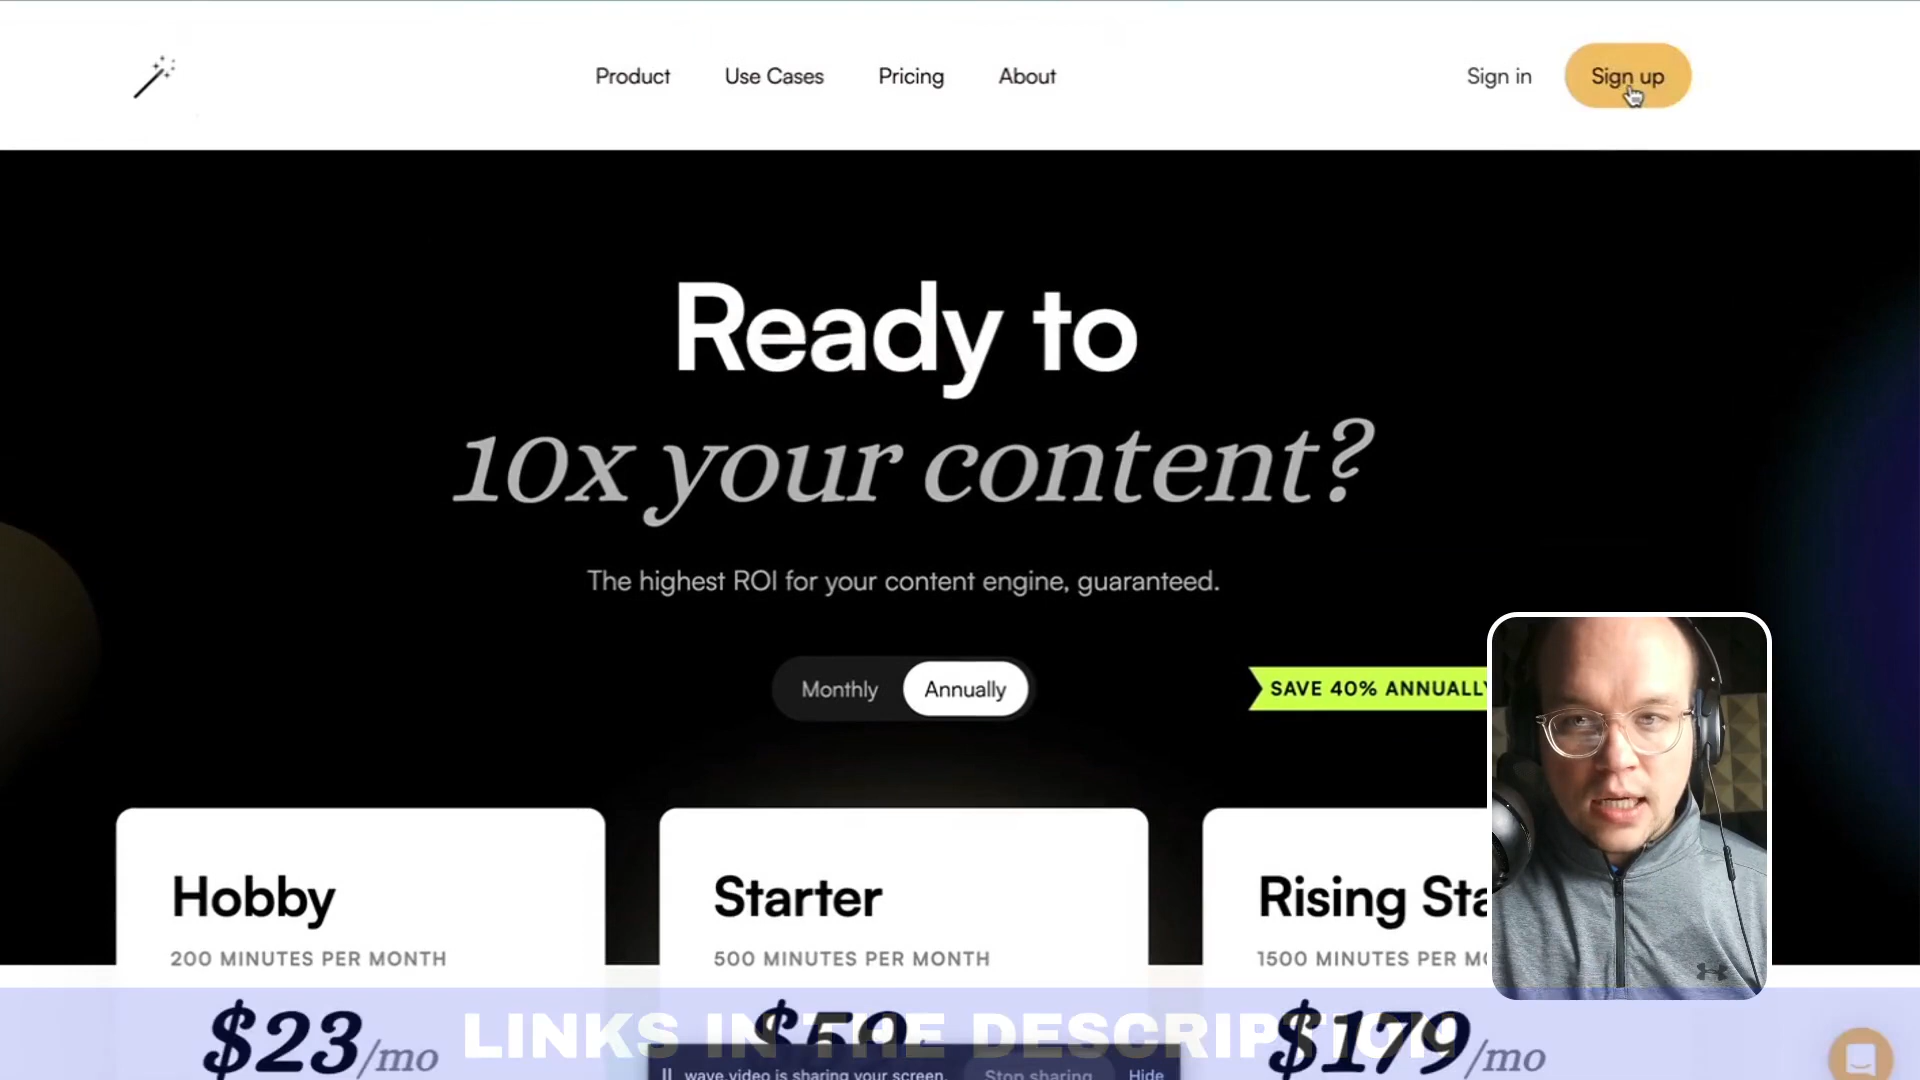 Product Use Cases Pricing About Sign in Sign up
Ready to
10x your content?
The highest ROI for your content engine, guaranteed.
Monthly Annually SAVE 40% ANNUALLY
Hobby Starter Rising Sta
200 MINUTES PER MONTH 500 MINUTES PER MONTH 1500 MINUTES PER MO
$23/mo $59 $179/mo
LINKS IN THE DESCRIPTION
wave.video is sharing your screen. Stop sharing Hide